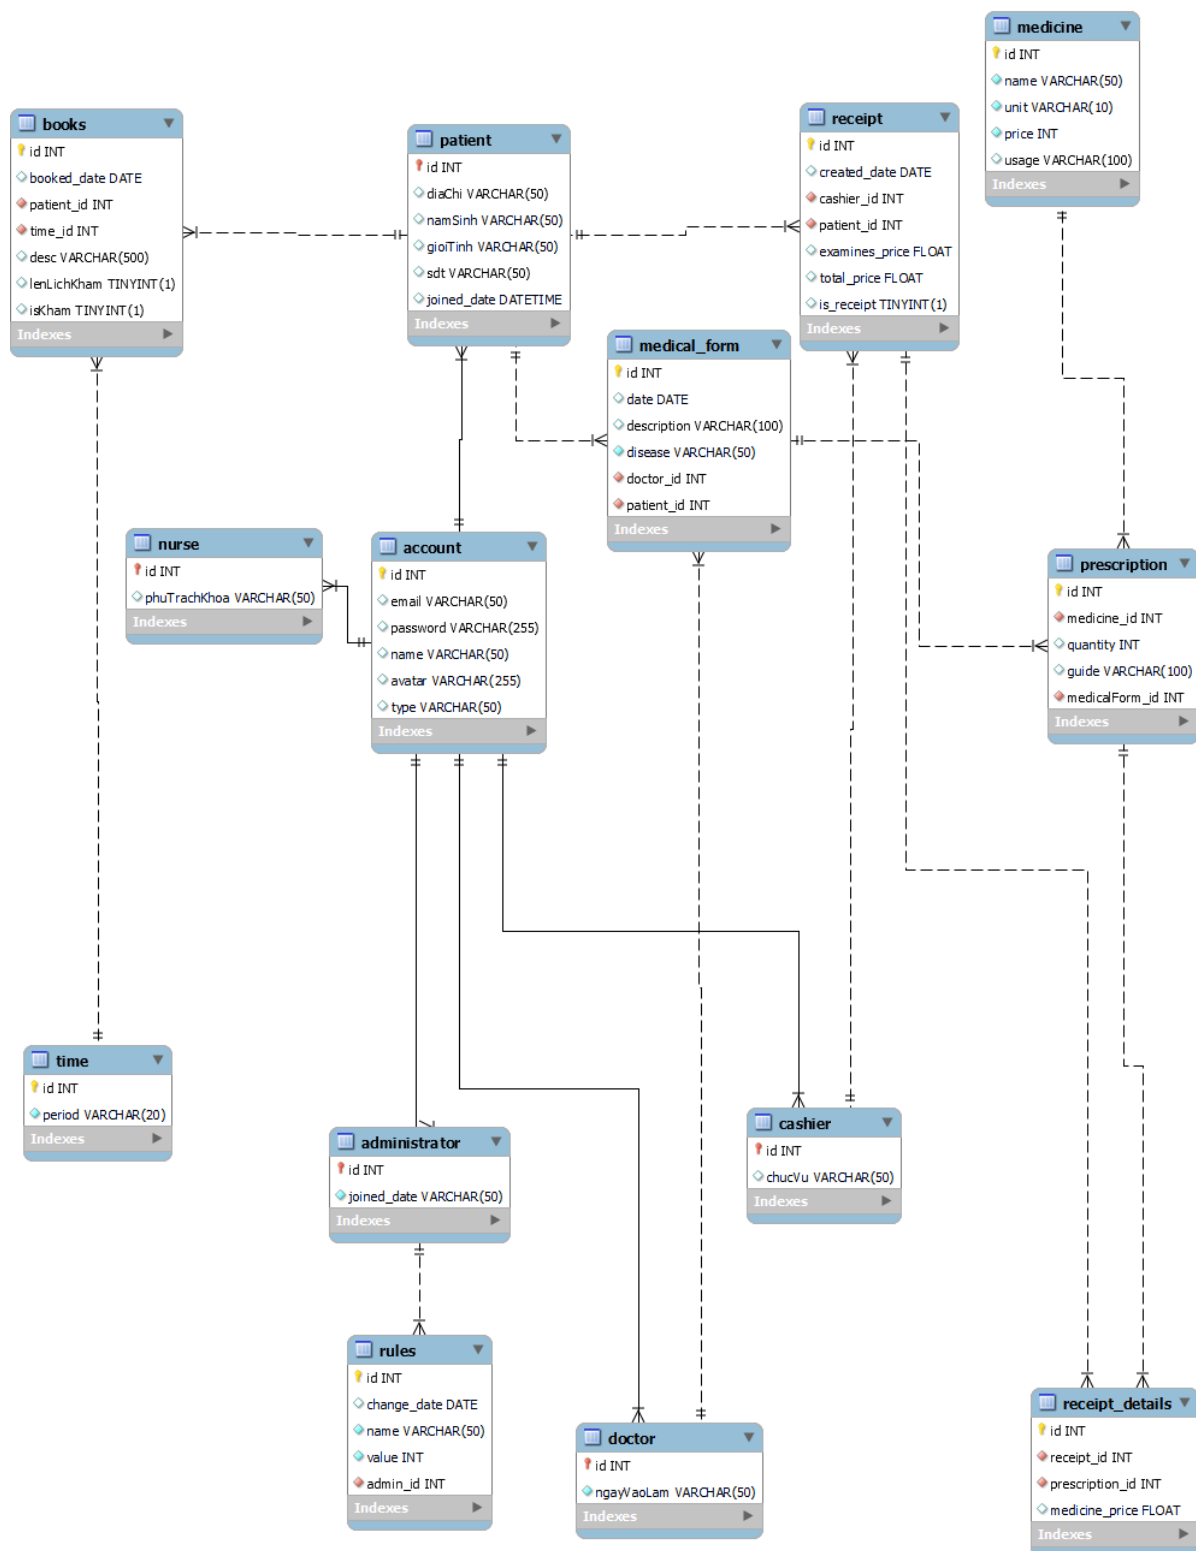 medicine
id INT
name VARCHAR(50)
unit VARCHAR(10)
price INT
usage VARCHAR(100)
Indexes
books
id INT
booked_date DATE
patient_id INT
time_id INT
desc VARCHAR(500)
lenLichKham TINYINT(1)
isKham TINYINT(1)
Indexes
patient
id INT
diaChi VARCHAR(50)
namSinh VARCHAR(50)
gioiTinh VARCHAR(50)
sdt VARCHAR(50)
joined_date DATETIME
Indexes
receipt
id INT
created_date DATE
cashier_id INT
patient_id INT
examines_price FLOAT
total_price FLOAT
is_receipt TINYINT(1)
Indexes
medical_form
id INT
date DATE
description VARCHAR(100)
disease VARCHAR(50)
doctor_id INT
patient_id INT
Indexes
nurse
id INT
phuTrachKhoa VARCHAR(50)
Indexes
account
id INT
email VARCHAR(50)
password VARCHAR(255)
name VARCHAR(50)
avatar VARCHAR(255)
type VARCHAR(50)
Indexes
prescription
id INT
medicine_id INT
quantity INT
guide VARCHAR(100)
medicalForm_id INT
Indexes
time
id INT
period VARCHAR(20)
Indexes
administrator
id INT
joined_date VARCHAR(50)
Indexes
cashier
id INT
chucVu VARCHAR(50)
Indexes
rules
id INT
change_date DATE
name VARCHAR(50)
value INT
admin_id INT
Indexes
doctor
id INT
ngayVaoLam VARCHAR(50)
Indexes
receipt_details
id INT
receipt_id INT
prescription_id INT
medicine_price FLOAT
Indexes